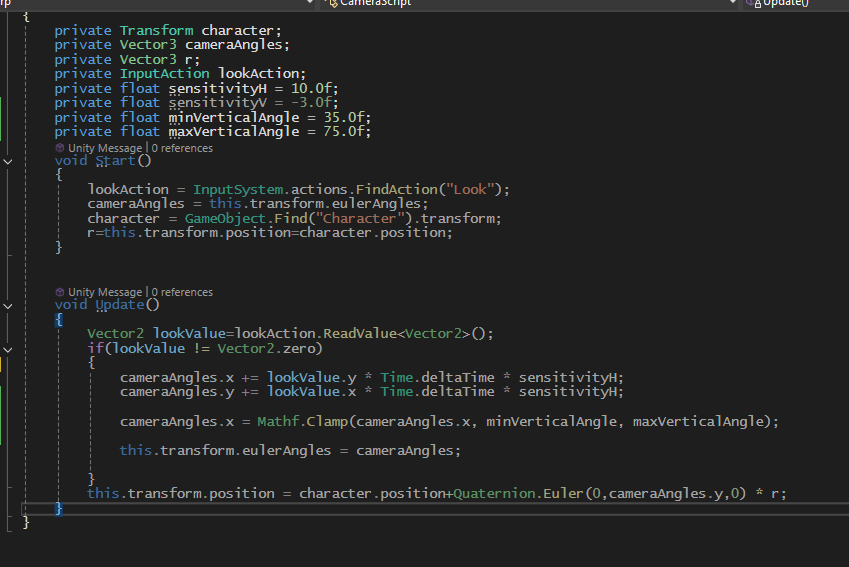 rp
CameraScript
Update()
{
private Transform character;
private Vector3 cameraAngles;
private Vector3 r;
private InputAction lookAction;
private float sensitivityH = 10.0f;
private float sensitivityV = -3.0f;
private float minVerticalAngle = 35.0f;
private float maxVerticalAngle = 75.0f;
Unity Message | 0 references
void Start()
{
lookAction = InputSystem.actions.FindAction("Look");
cameraAngles = this.transform.eulerAngles;
character = GameObject.Find("Character").transform;
r=this.transform.position=character.position;
}
Unity Message | 0 references
void Update()
{
Vector2 lookValue=lookAction.ReadValue<Vector2>();
if(lookValue != Vector2.zero)
{
cameraAngles.x += lookValue.y * Time.deltaTime * sensitivityH;
cameraAngles.y += lookValue.x * Time.deltaTime * sensitivityH;
cameraAngles.x = Mathf.Clamp(cameraAngles.x, minVerticalAngle, maxVerticalAngle);
this.transform.eulerAngles = cameraAngles;
}
this.transform.position = character.position+Quaternion.Euler(0,cameraAngles.y,0) * r;
}
}